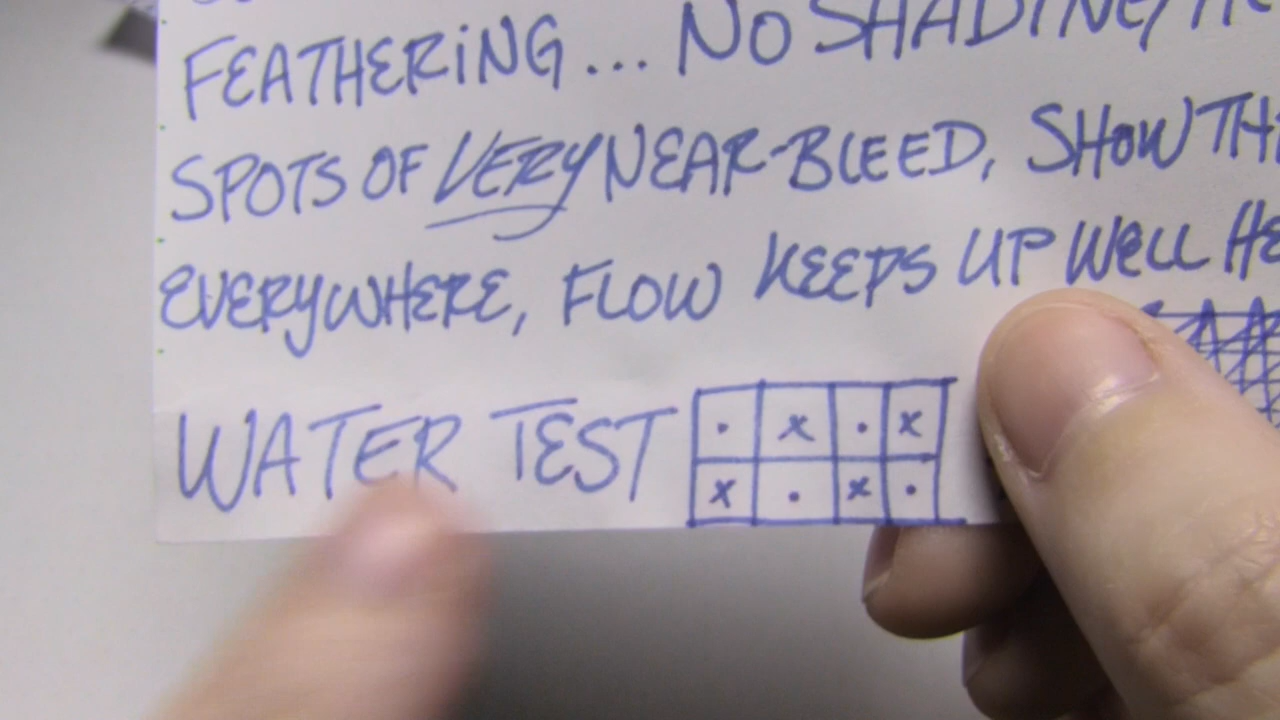 FEATHERING... NO SHADING,
SPOTS OF VERY NEAR-BLEED, SHOW
EVERYWHERE, FLOW KEEPS UP WELL
WATER TEST